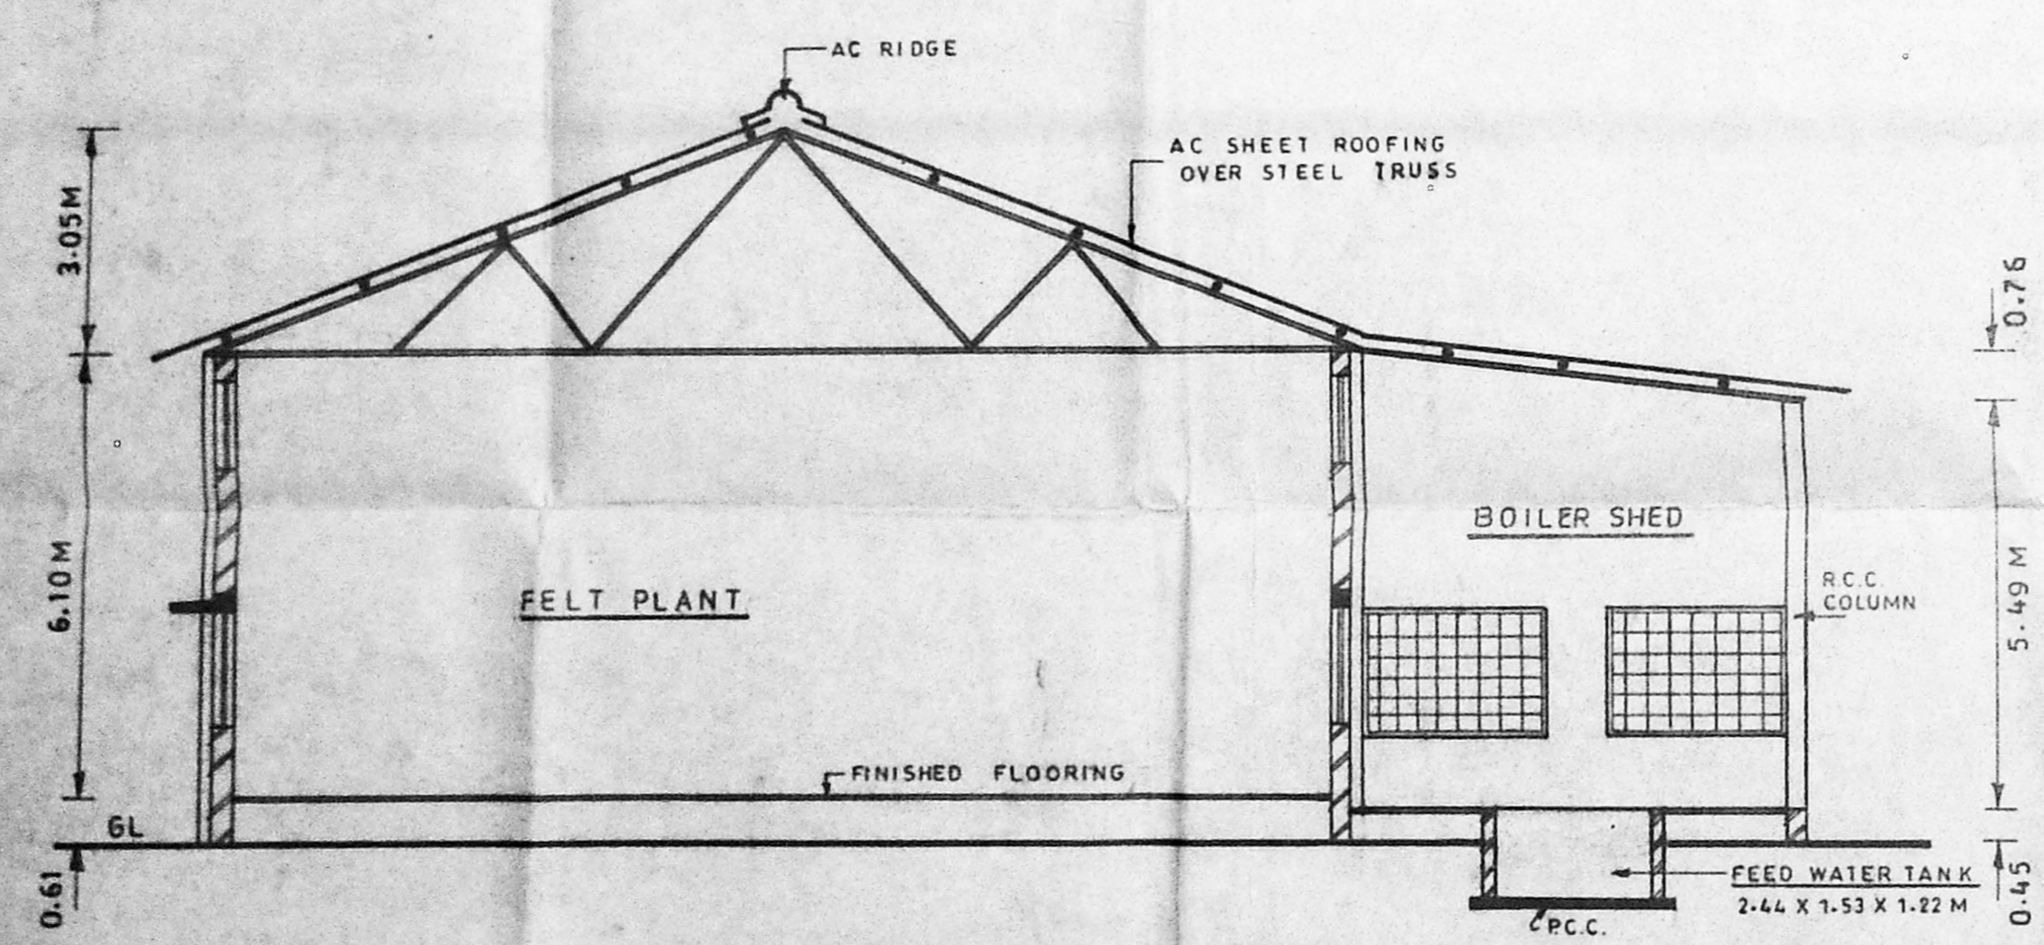 AC RIDGE
AC SHEET ROOFING
OVER STEEL TRUSS
3.05M
0.76
6.10 M
BOILER SHED
FELT PLANT
R.C.C.
COLUMN
5.49 M
FINISHED FLOORING
GL
0.61
FEED WATER TANK
2.44 X 1.53 X 1.22 M
P.C.C.
0.45